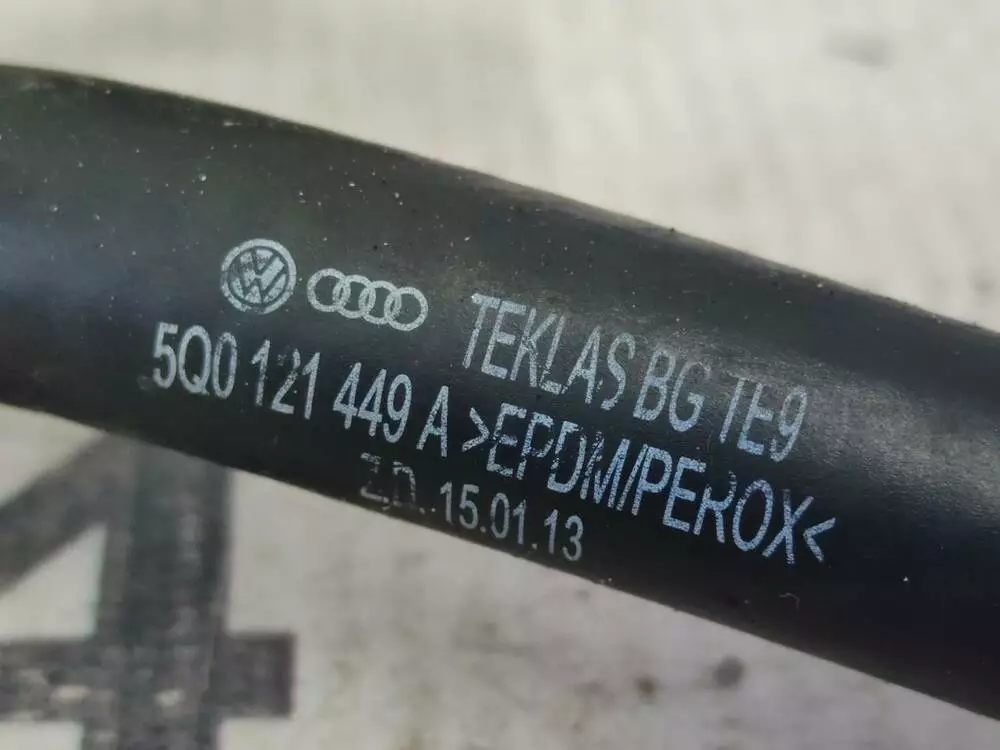 TEKLAS BG TE9
5Q0 121 449 A >EPDM/PEROX<
Z.D. 15.01.13